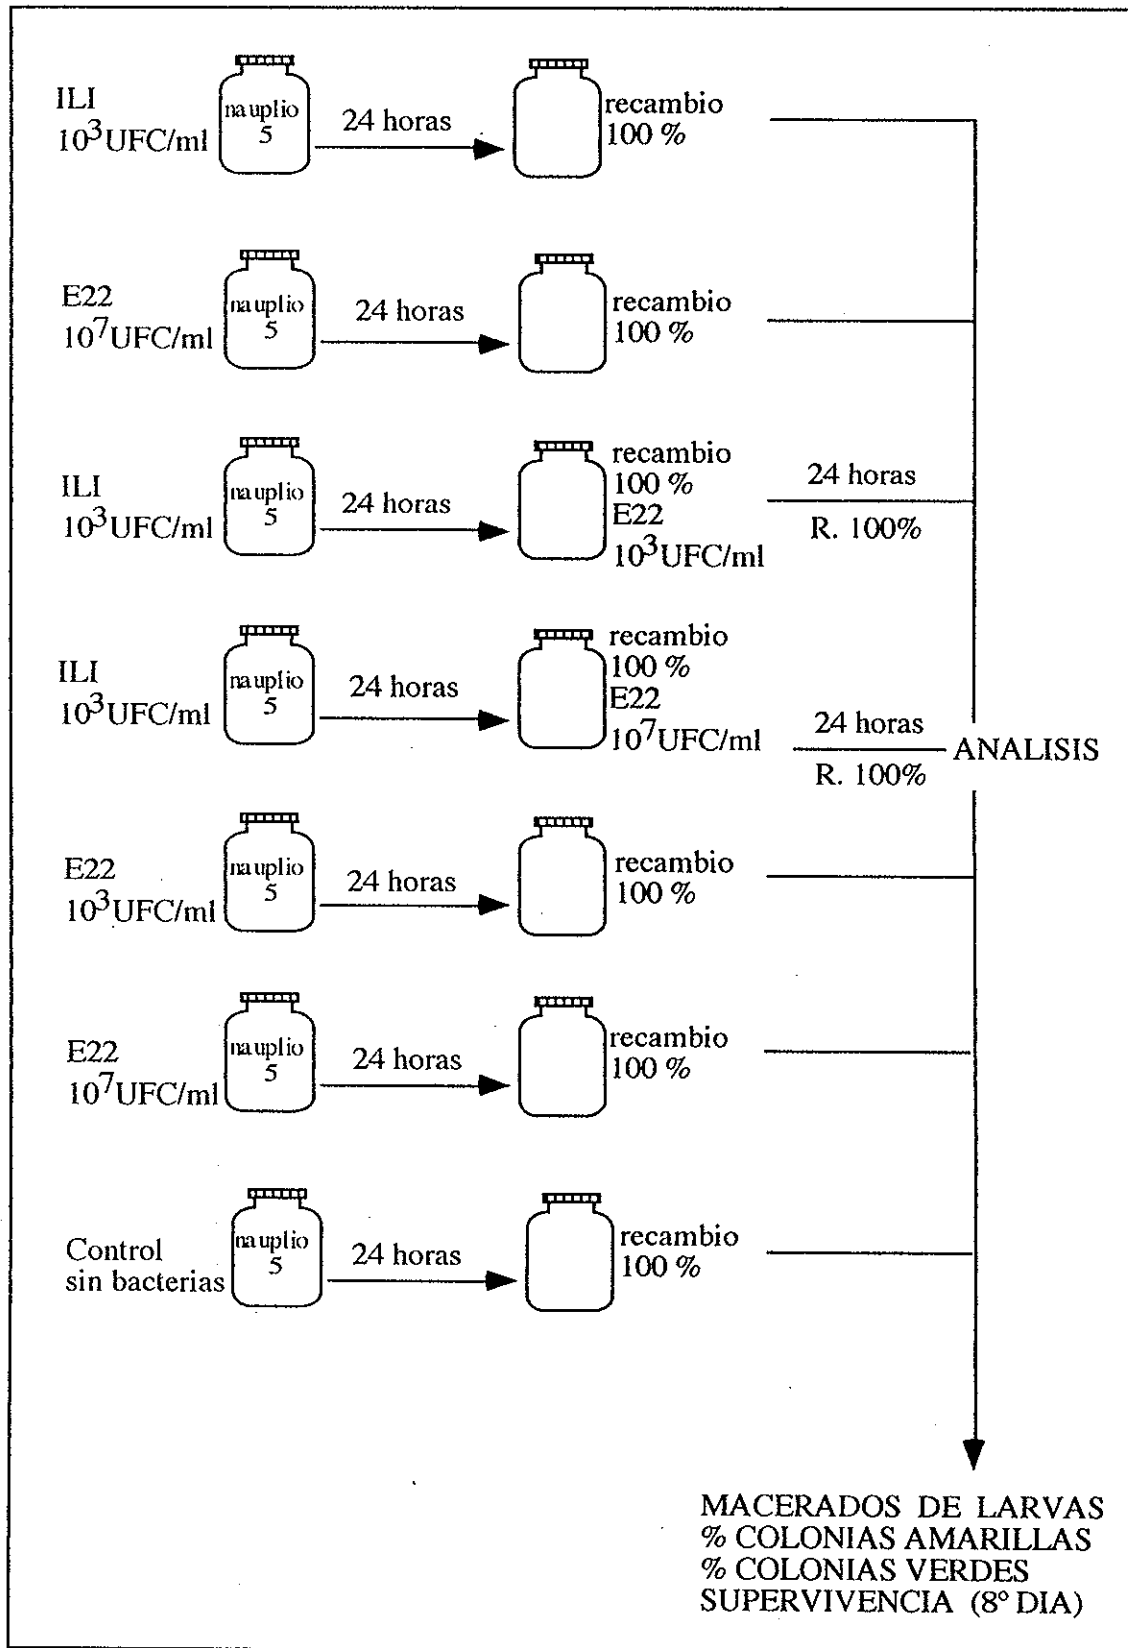 ILI
10³UFC/ml
nauplio
5
24 horas
recambio
100 %
E22
10⁷UFC/ml
nauplio
5
24 horas
recambio
100 %
ILI
10³UFC/ml
nauplio
5
24 horas
recambio
100 %
E22
10³UFC/ml
24 horas
R. 100%
ILI
10³UFC/ml
nauplio
5
24 horas
recambio
100 %
E22
10⁷UFC/ml
24 horas
R. 100%
ANALISIS
E22
10³UFC/ml
nauplio
5
24 horas
recambio
100 %
E22
10⁷UFC/ml
nauplio
5
24 horas
recambio
100 %
Control
sin bacterias
nauplio
5
24 horas
recambio
100 %
MACERADOS DE LARVAS
% COLONIAS AMARILLAS
% COLONIAS VERDES
SUPERVIVENCIA (8º DIA)